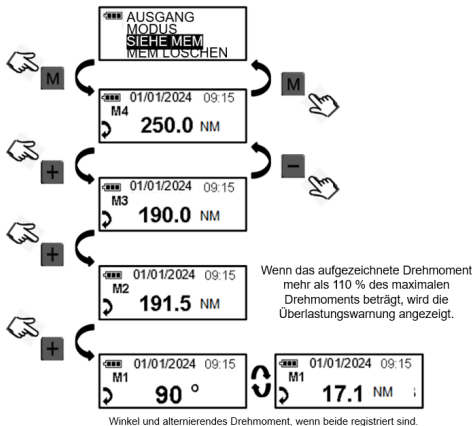 AUSGANG
MODUS
SIEHE MEM
MEM LÖSCHEN
M
M
01/01/2024 09:15
M4
250.0 NM
+
−
01/01/2024 09:15
M3
190.0 NM
+
01/01/2024 09:15
M2
191.5 NM
Wenn das aufgezeichnete Drehmoment
mehr als 110 % des maximalen
Drehmoments beträgt, wird die
Überlastungswarnung angezeigt.
+
01/01/2024 09:15
M1
90 °
01/01/2024 09:15
M1
17.1 NM
Winkel und alternierendes Drehmoment, wenn beide registriert sind.